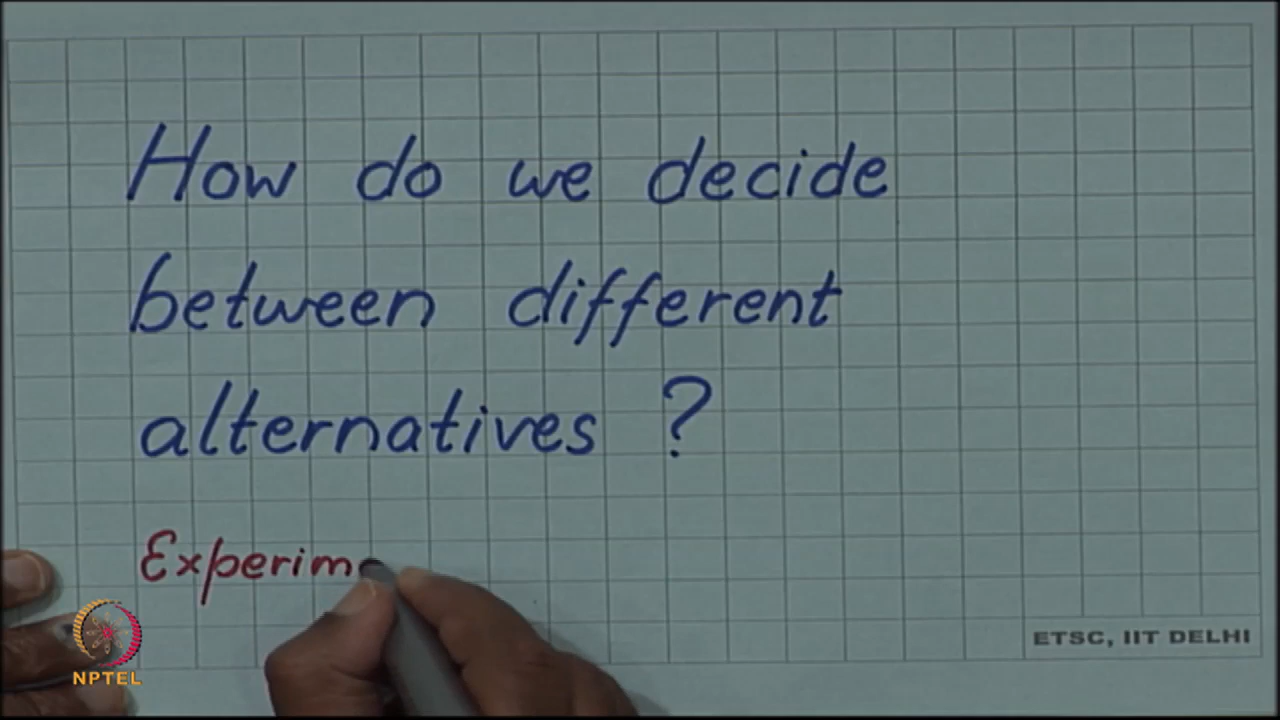 How do we decide
between different
alternatives ?
Experim
ETSC, IIT DELHI
NPTEL